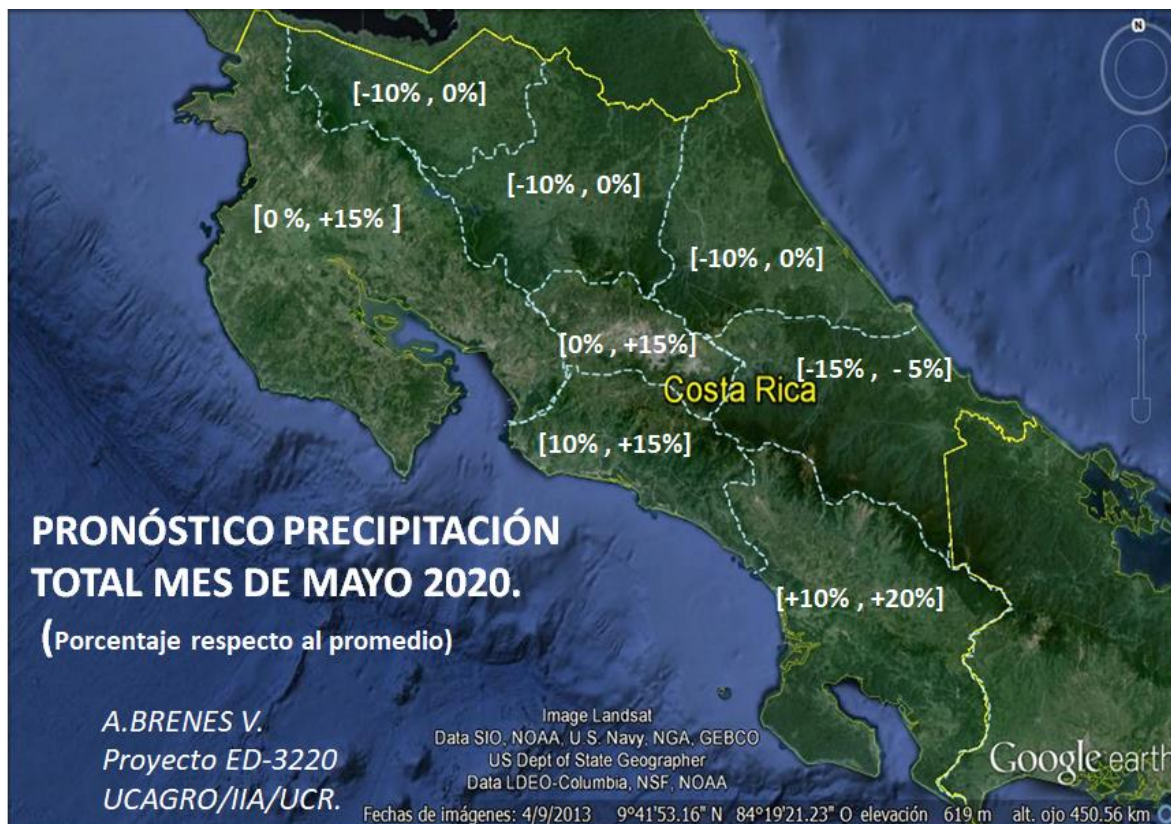 N
[-10% , 0%]
[-10% , 0%]
[0 %, +15% ]
[-10% , 0%]
[0% , +15%]
[-15% , - 5%]
Costa Rica
[10% , +15%]
PRONÓSTICO PRECIPITACIÓN
TOTAL MES DE MAYO 2020.
(Porcentaje respecto al promedio)
[+10% , +20%]
A.BRENES V.
Proyecto ED-3220
UCAGRO/IIA/UCR.
Image Landsat
Data SIO, NOAA, U.S. Navy, NGA, GEBCO
US Dept of State Geographer
Data LDEO-Columbia, NSF, NOAA
Google earth
Fechas de imágenes: 4/9/2013 9°41'53.16" N 84°19'21.23" O elevación 619 m alt. ojo 450.56 km